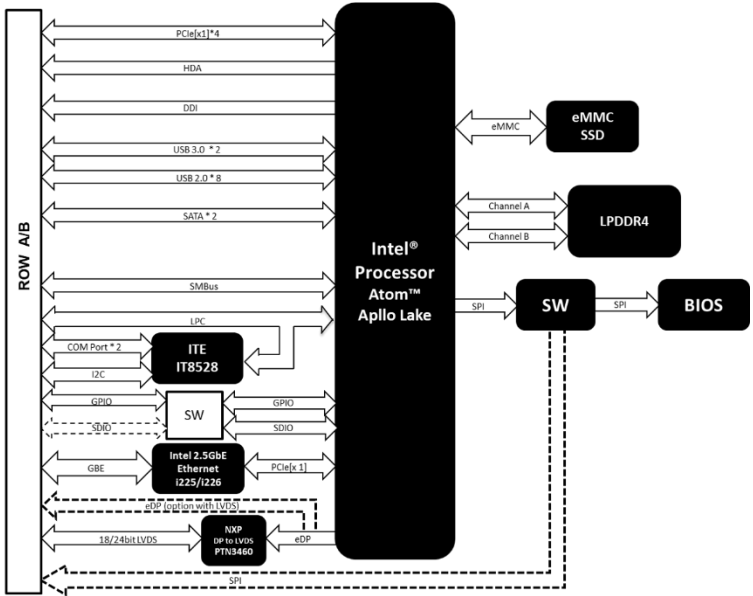 PCIe[x1]*4
HDA
DDI
USB 3.0 * 2
USB 2.0 * 8
SATA * 2
SMBus
LPC
COM Port * 2
I2C
GPIO
SDIO
GBE
eDP (option with LVDS)
18/24bit LVDS
SPI
ROW A/B
ITE
IT8528
SW
GPIO
SDIO
Intel 2.5GbE
Ethernet
i225/i226
PCIe[x 1]
NXP
DP to LVDS
PTN3460
eDP
Intel®
Processor
Atom™
Apllo Lake
eMMC
eMMC
SSD
Channel A
Channel B
LPDDR4
SPI
SW
SPI
BIOS